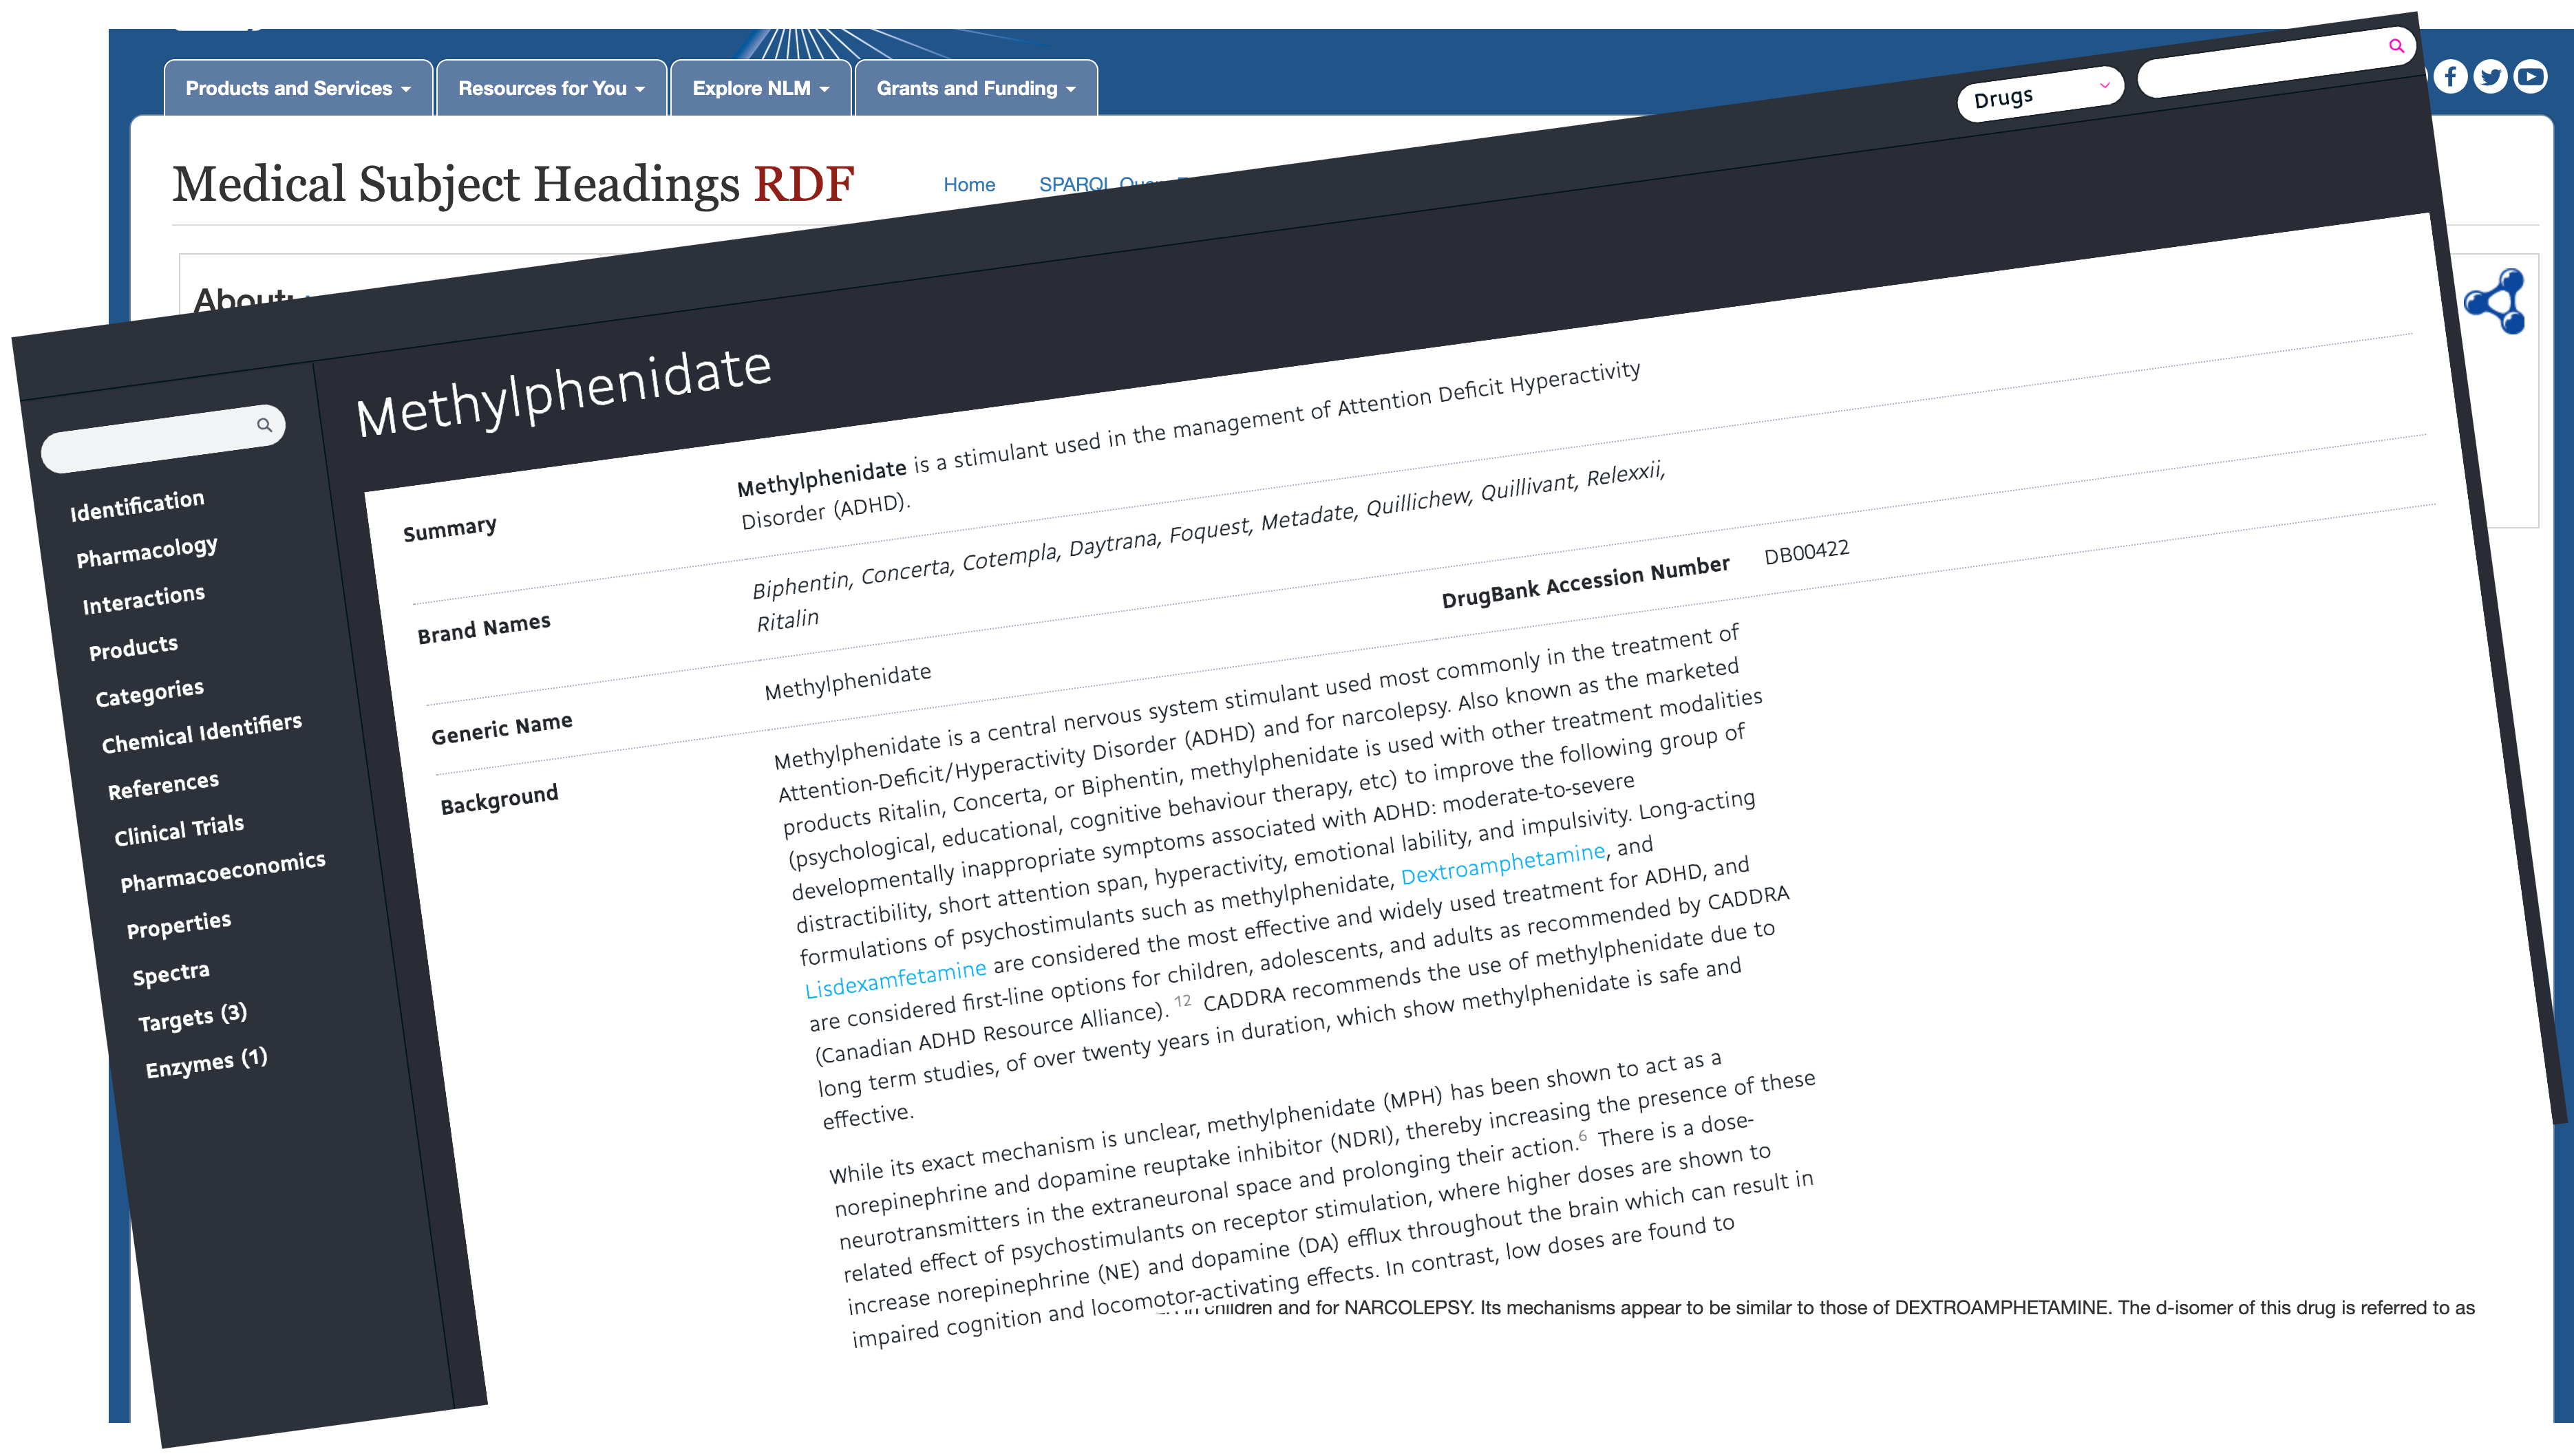 Products and Services
Resources for You
Explore NLM
Grants and Funding
Medical Subject Headings RDF
Home
SPARQL
About:
Drugs
Methylphenidate
Identification
Pharmacology
Interactions
Products
Categories
Chemical Identifiers
References
Clinical Trials
Pharmacoeconomics
Properties
Spectra
Targets (3)
Enzymes (1)
Summary
Methylphenidate is a stimulant used in the management of Attention Deficit Hyperactivity
Disorder (ADHD).
Brand Names
Biphentin, Concerta, Cotempla, Daytrana, Foquest, Metadate, Quillichew, Quillivant, Relexxii,
Ritalin
Generic Name
Methylphenidate
DrugBank Accession Number
DB00422
Background
Methylphenidate is a central nervous system stimulant used most commonly in the treatment of
Attention-Deficit/Hyperactivity Disorder (ADHD) and for narcolepsy. Also known as the marketed
products Ritalin, Concerta, or Biphentin, methylphenidate is used with other treatment modalities
(psychological, educational, cognitive behaviour therapy, etc) to improve the following group of
developmentally inappropriate symptoms associated with ADHD: moderate-to-severe
distractibility, short attention span, hyperactivity, emotional lability, and impulsivity. Long-acting
formulations of psychostimulants such as methylphenidate, Dextroamphetamine, and
Lisdexamfetamine are considered the most effective and widely used treatment for ADHD, and
are considered first-line options for children, adolescents, and adults as recommended by CADDRA
(Canadian ADHD Resource Alliance). 12 CADDRA recommends the use of methylphenidate due to
long term studies, of over twenty years in duration, which show methylphenidate is safe and
effective.
While its exact mechanism is unclear, methylphenidate (MPH) has been shown to act as a
norepinephrine and dopamine reuptake inhibitor (NDRI), thereby increasing the presence of these
neurotransmitters in the extraneuronal space and prolonging their action.6 There is a dose-
related effect of psychostimulants on receptor stimulation, where higher doses are shown to
increase norepinephrine (NE) and dopamine (DA) efflux throughout the brain which can result in
impaired cognition and locomotor-activating effects. In contrast, low doses are found to
in children and for NARCOLEPSY. Its mechanisms appear to be similar to those of DEXTROAMPHETAMINE. The d-isomer of this drug is referred to as